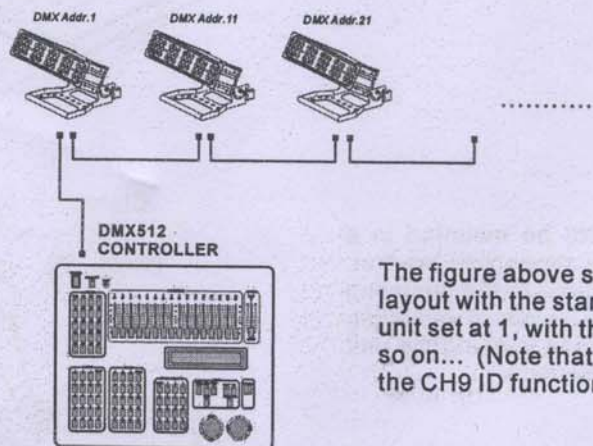 DMX Addr.1 DMX Addr.11 DMX Addr.21
DMX512
CONTROLLER
The figure above s
layout with the star
unit set at 1, with th
so on... (Note that
the CH9 ID function